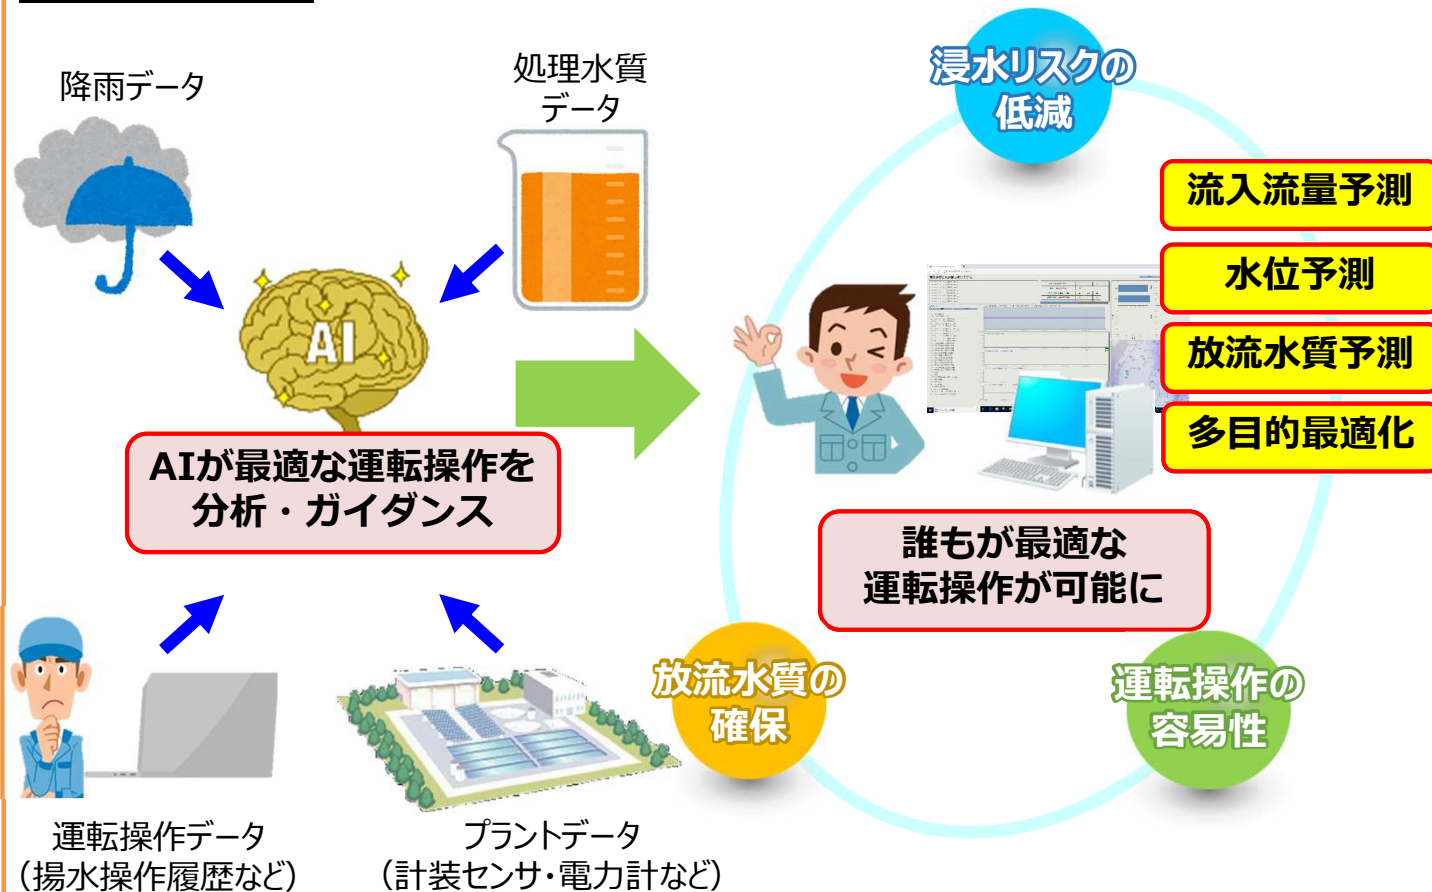 降雨データ
処理水質
データ
AI
AIが最適な運転操作を
分析・ガイダンス
運転操作データ
（揚水操作履歴など）
プラントデータ
（計装センサ・電力計など）
浸水リスクの
低減
流入流量予測
水位予測
放流水質予測
多目的最適化
誰もが最適な
運転操作が可能に
放流水質の
確保
運転操作の
容易性